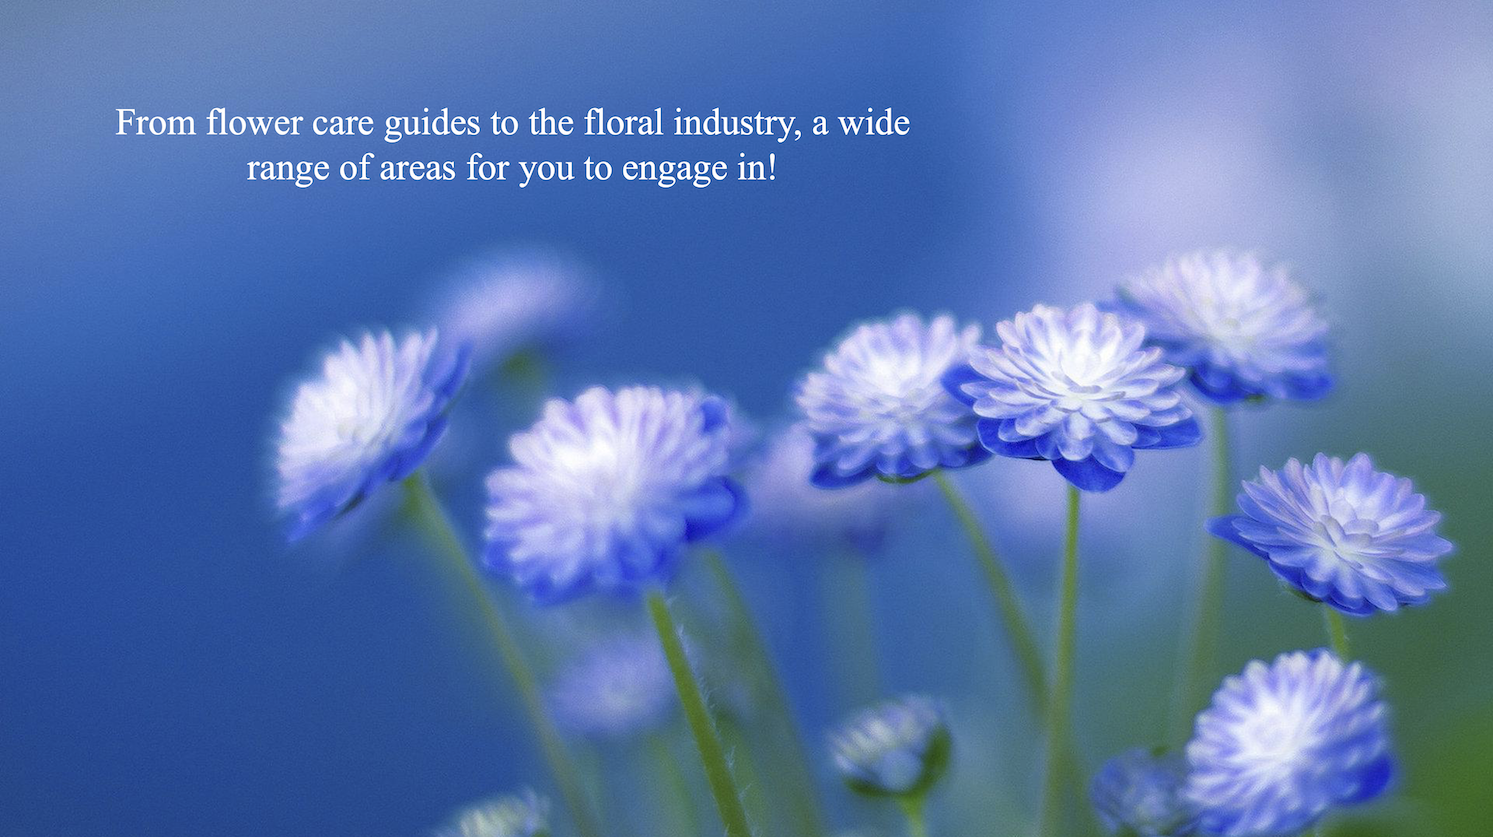 From flower care guides to the floral industry, a wide
range of areas for you to engage in!